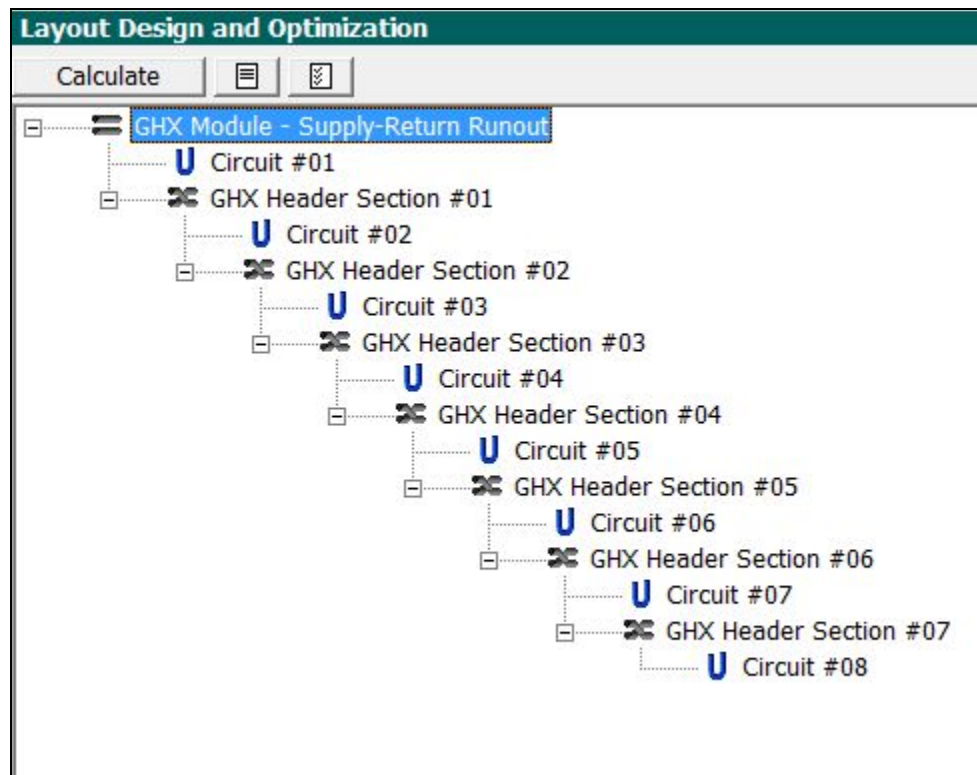 Layout Design and Optimization
Calculate
GHX Module - Supply-Return Runout
Circuit #01
GHX Header Section #01
Circuit #02
GHX Header Section #02
Circuit #03
GHX Header Section #03
Circuit #04
GHX Header Section #04
Circuit #05
GHX Header Section #05
Circuit #06
GHX Header Section #06
Circuit #07
GHX Header Section #07
Circuit #08